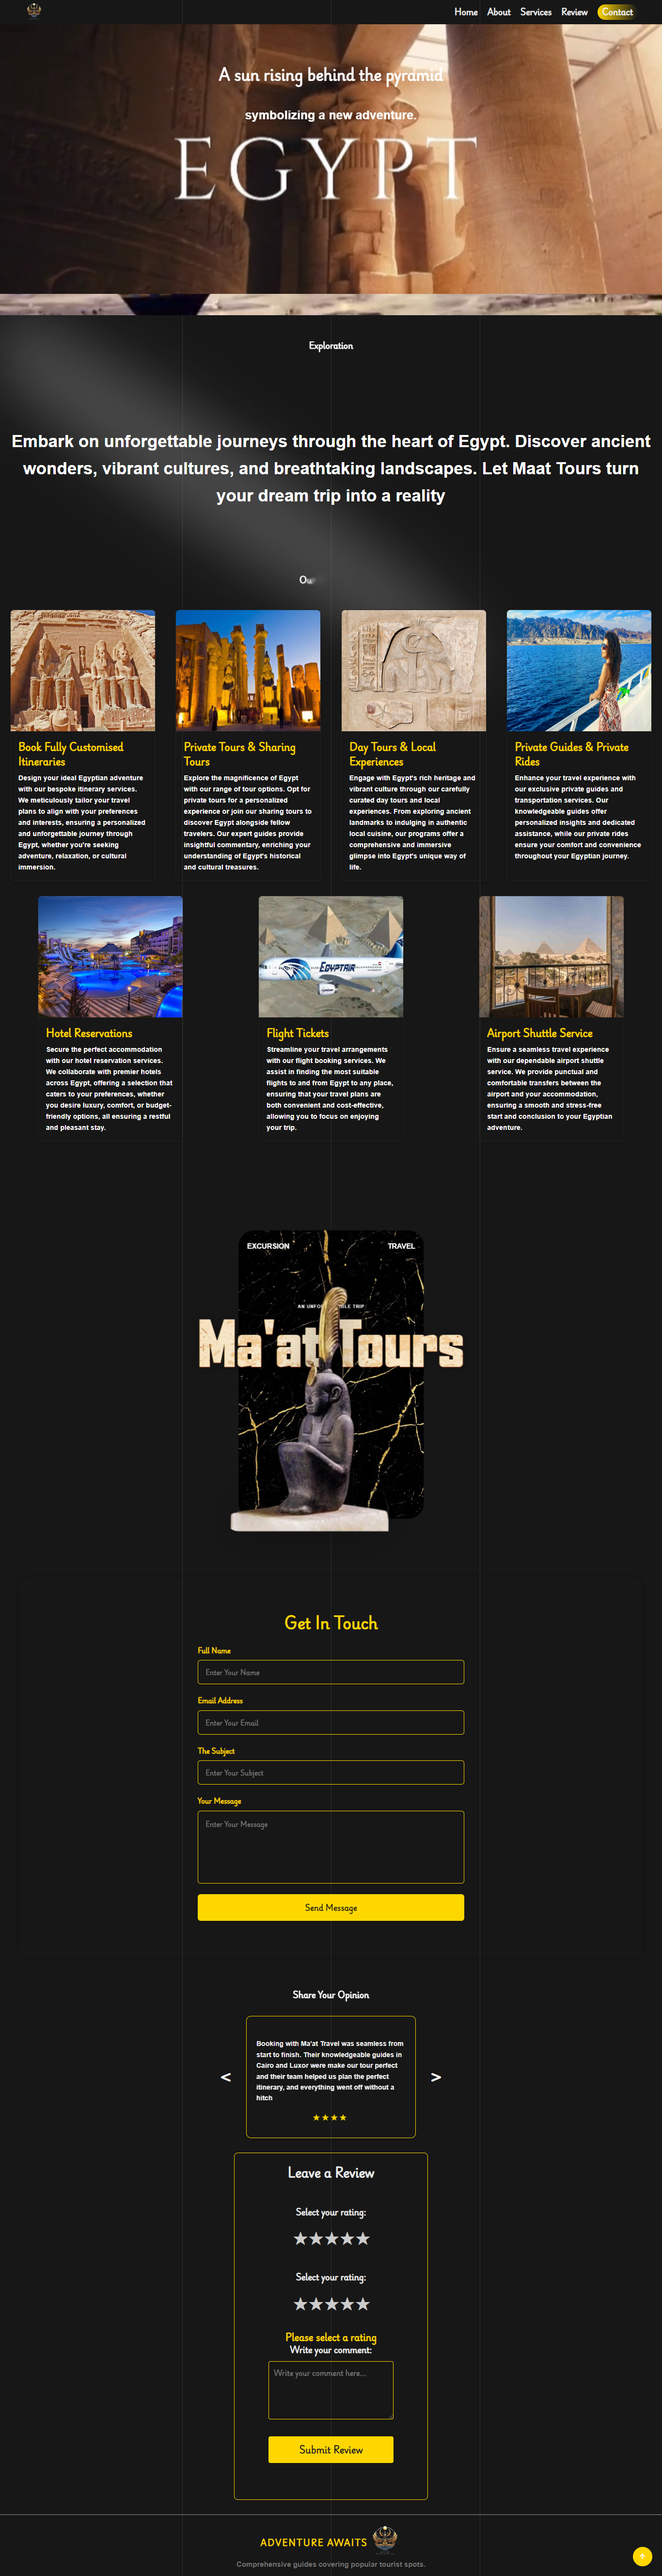 Home About Services Review Contact
A sun rising behind the pyramid
symbolizing a new adventure.
EGYPT
Exploration
Embark on unforgettable journeys through the heart of Egypt. Discover ancient
wonders, vibrant cultures, and breathtaking landscapes. Let Maat Tours turn
your dream trip into a reality
Ou
Book Fully Customised
Itineraries
Design your ideal Egyptian adventure
with our bespoke itinerary services.
We meticulously tailor your travel
plans to align with your preferences
and interests, ensuring a personalized
and unforgettable journey through
Egypt, whether you're seeking
adventure, relaxation, or cultural
immersion.
Private Tours & Sharing
Tours
Explore the magnificence of Egypt
with our range of tour options. Opt for
private tours for a personalized
experience or join our sharing tours to
discover Egypt alongside fellow
travelers. Our expert guides provide
insightful commentary, enriching your
understanding of Egypt's historical
and cultural treasures.
Day Tours & Local
Experiences
Engage with Egypt's rich heritage and
vibrant culture through our carefully
curated day tours and local
experiences. From exploring ancient
landmarks to indulging in authentic
local cuisine, our programs offer a
comprehensive and immersive
glimpse into Egypt's unique way of
life.
Private Guides & Private
Rides
Enhance your travel experience with
our exclusive private guides and
transportation services. Our
knowledgeable guides offer
personalized insights and dedicated
assistance, while our private rides
ensure your comfort and convenience
throughout your Egyptian journey.
Hotel Reservations
Secure the perfect accommodation
with our hotel reservation services.
We collaborate with premier hotels
across Egypt, offering a selection that
caters to your preferences, whether
you desire luxury, comfort, or budget-
friendly options, all ensuring a restful
and pleasant stay.
EGYPTAIR
Flight Tickets
Streamline your travel arrangements
with our flight booking services. We
assist in finding the most suitable
flights to and from Egypt to any place,
ensuring that your travel plans are
both convenient and cost-effective,
allowing you to focus on enjoying
your trip.
Airport Shuttle Service
Ensure a seamless travel experience
with our dependable airport shuttle
service. We provide punctual and
comfortable transfers between the
airport and your accommodation,
ensuring a smooth and stress-free
start and conclusion to your Egyptian
adventure.
EXCURSION TRAVEL
AN UNFO BLE TRIP
Ma'at Tours
Get In Touch
Full Name
Enter Your Name
Email Address
Enter Your Email
The Subject
Enter Your Subject
Your Message
Enter Your Message
Send Message
Share Your Opinion
Booking with Ma'at Travel was seamless from
start to finish. Their knowledgeable guides in
Cairo and Luxor were make our tour perfect
and their team helped us plan the perfect
itinerary, and everything went off without a
hitch
< >
★★★★
Leave a Review
Select your rating:
★★★★★
Select your rating:
★★★★★
Please select a rating
Write your comment:
Write your comment here...
Submit Review
ADVENTURE AWAITS
Comprehensive guides covering popular tourist spots.